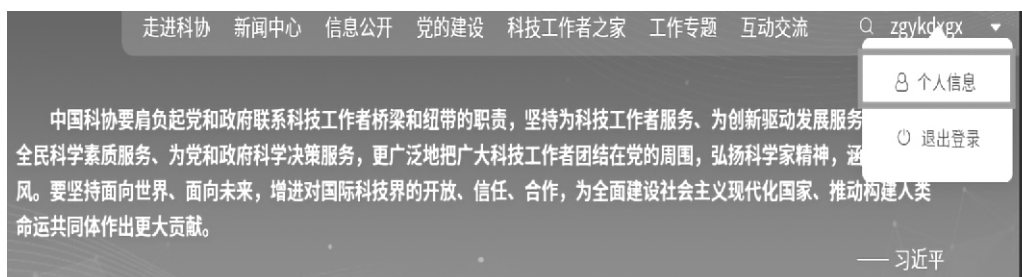 走进科协 新闻中心 信息公开 党的建设 科技工作者之家 工作专题 互动交流 zgykdxgx
个人信息
中国科协要肩负起党和政府联系科技工作者桥梁和纽带的职责，坚持为科技工作者服务、为创新驱动发展服务
退出登录
全民科学素质服务、为党和政府科学决策服务，更广泛地把广大科技工作者团结在党的周围，弘扬科学家精神，涵
风。要坚持面向世界、面向未来，增进对国际科技界的开放、信任、合作，为全面建设社会主义现代化国家、推动构建人类
命运共同体作出更大贡献。
—— 习近平